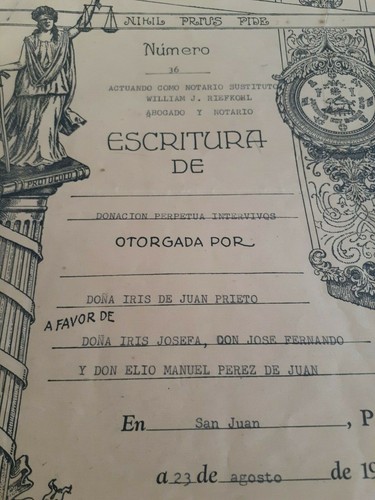 NIHIL PRIUS FIDE
Número
36
ACTUANDO COMO NOTARIO SUSTITUTO
WILLIAM J. RIEFKOHL
ABOGADO Y NOTARIO
ESCRITURA
DE
DONACION PERPETUA INTERVIVOS
OTORGADA POR
DOÑA IRIS DE JUAN PRIETO
A FAVOR DE
DOÑA IRIS JOSEFA, DON JOSE FERNANDO
Y DON ELIO MANUEL PEREZ DE JUAN
En San Juan, P
a 23 de agosto de 19
PROTOCOLO